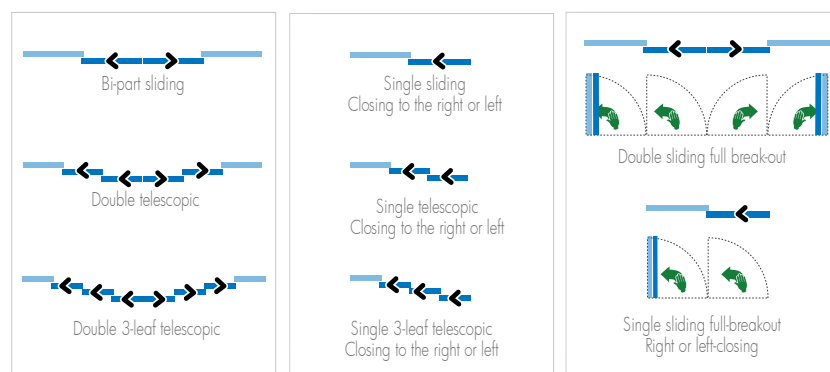 Bi-part sliding
Double telescopic
Double 3-leaf telescopic
Single sliding
Closing to the right or left
Single telescopic
Closing to the right or left
Single 3-leaf telescopic
Closing to the right or left
Double sliding full break-out
Single sliding full-breakout
Right or left-closing